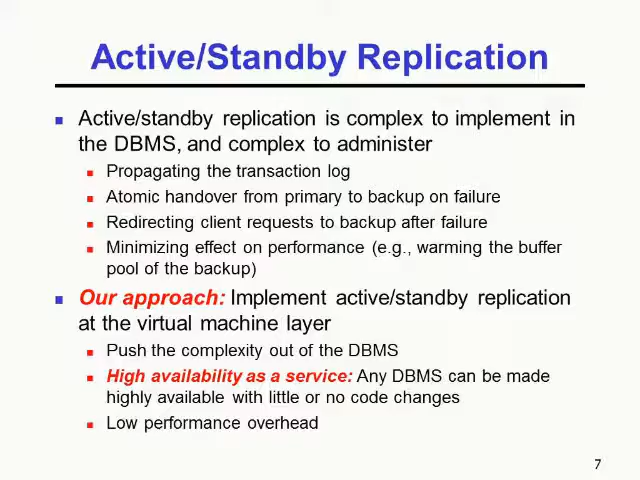 Active/Standby Replication
Active/standby replication is complex to implement in
the DBMS, and complex to administer
Propagating the transaction log
Atomic handover from primary to backup on failure
Redirecting client requests to backup after failure
Minimizing effect on performance (e.g., warming the buffer
pool of the backup)
Our approach: Implement active/standby replication
at the virtual machine layer
Push the complexity out of the DBMS
High availability as a service: Any DBMS can be made
highly available with little or no code changes
Low performance overhead
7